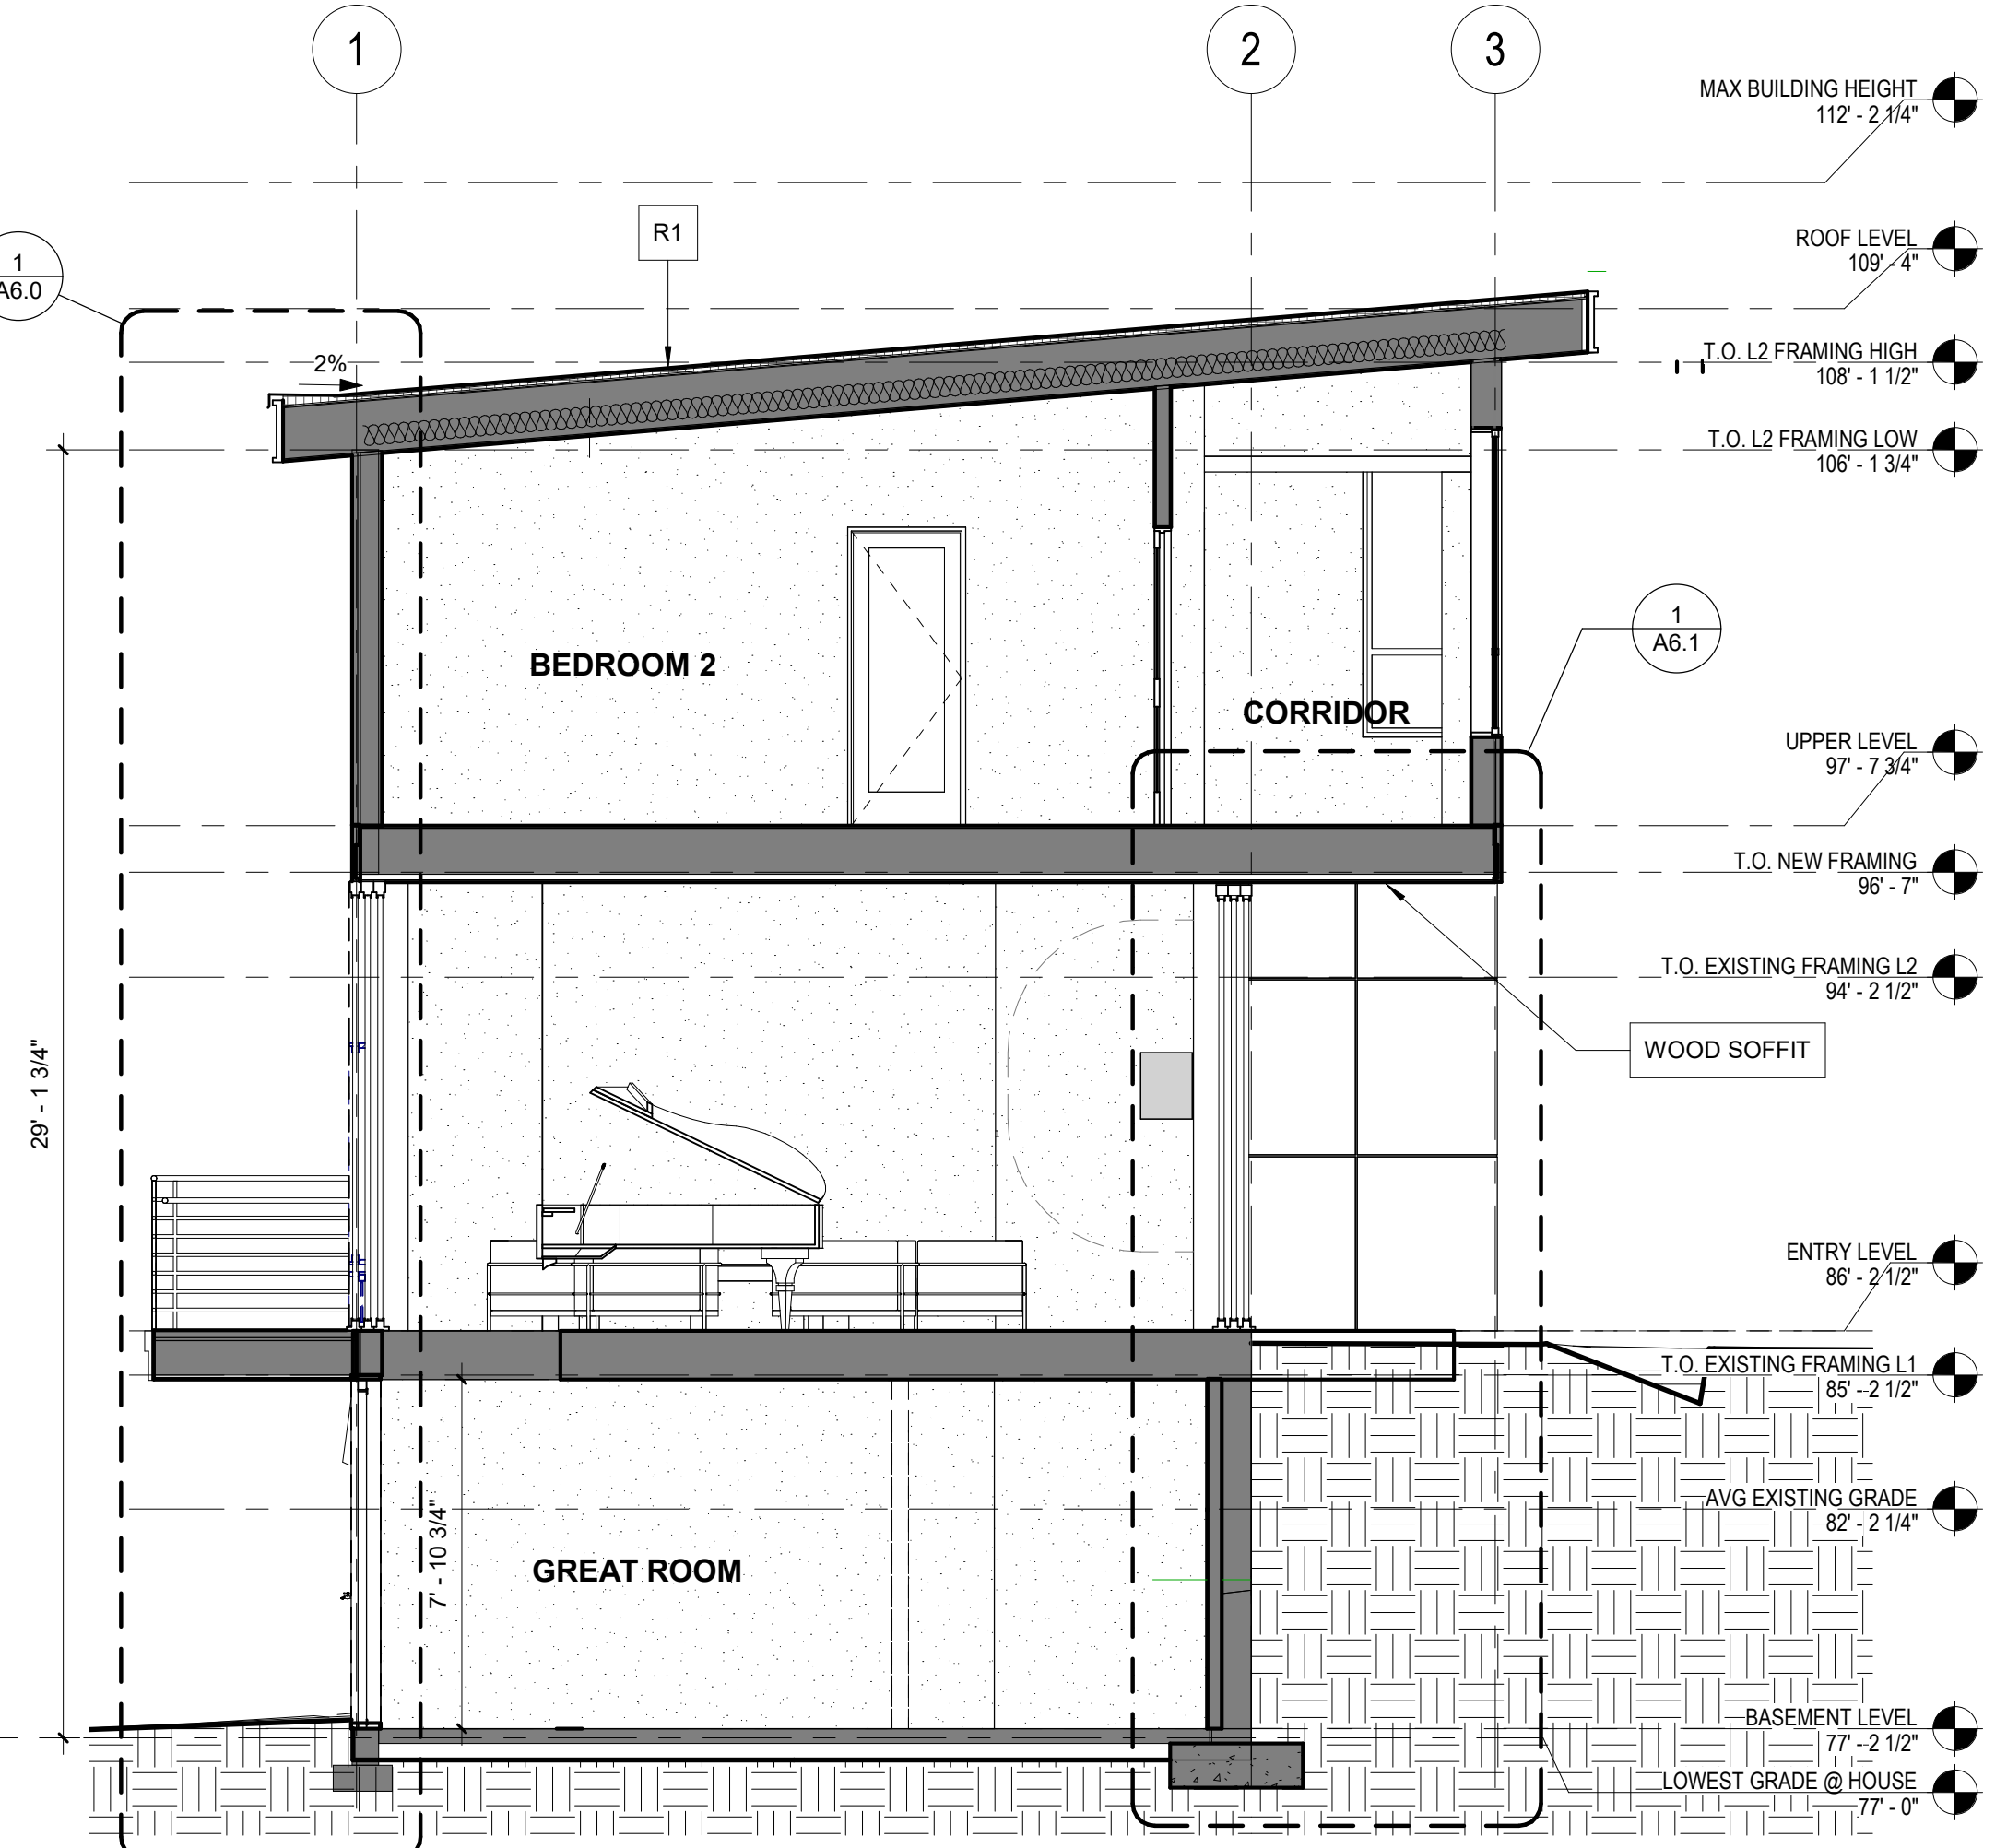 1
2
3
MAX BUILDING HEIGHT
112' - 2 1/4"
R1
ROOF LEVEL
109' - 4"
1
A6.0
2%
T.O. L2 FRAMING HIGH
108' - 1 1/2"
T.O. L2 FRAMING LOW
106' - 1 3/4"
BEDROOM 2
1
A6.1
CORRIDOR
UPPER LEVEL
97' - 7 3/4"
T.O. NEW FRAMING
96' - 7"
T.O. EXISTING FRAMING L2
94' - 2 1/2"
WOOD SOFFIT
29' - 1 3/4"
ENTRY LEVEL
86' - 2 1/2"
T.O. EXISTING FRAMING L1
85' - 2 1/2"
AVG EXISTING GRADE
82' - 2 1/4"
7' - 10 3/4"
GREAT ROOM
BASEMENT LEVEL
77' - 2 1/2"
LOWEST GRADE @ HOUSE
77' - 0"